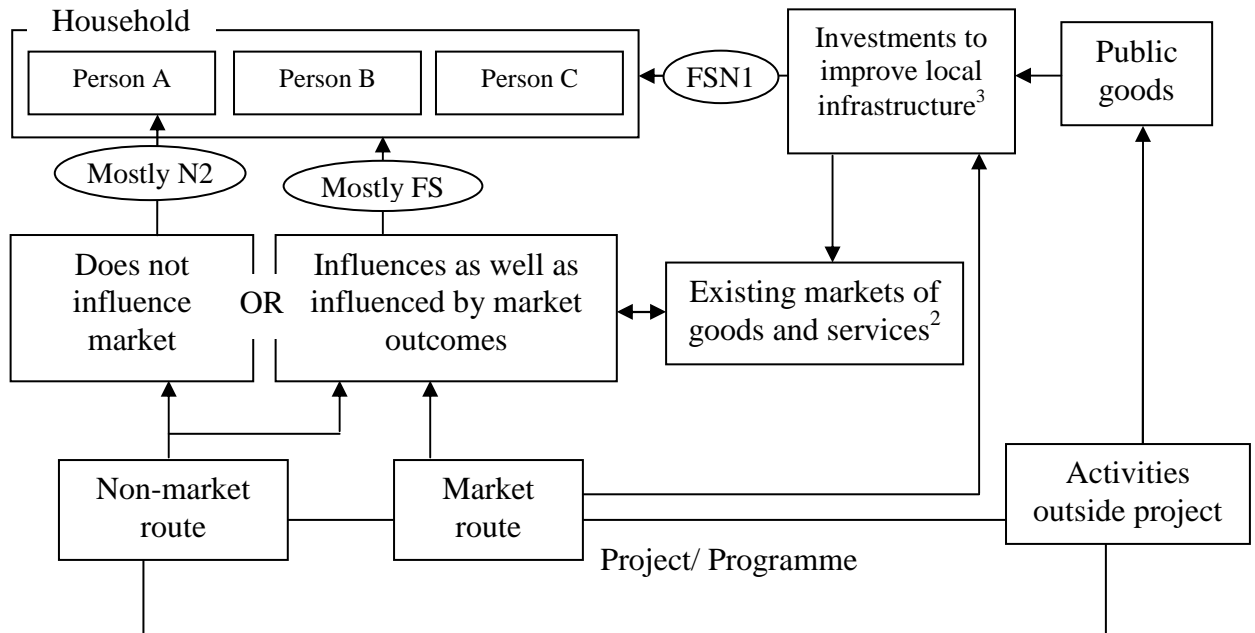 Household
Person A
Person B
Person C
FSN1
Investments to
improve local
infrastructure³
Public
goods
Mostly N2
Mostly FS
Does not
influence
market
OR
Influences as well as
influenced by market
outcomes
Existing markets of
goods and services²
Non-market
route
Market
route
Activities
outside project
Project/ Programme